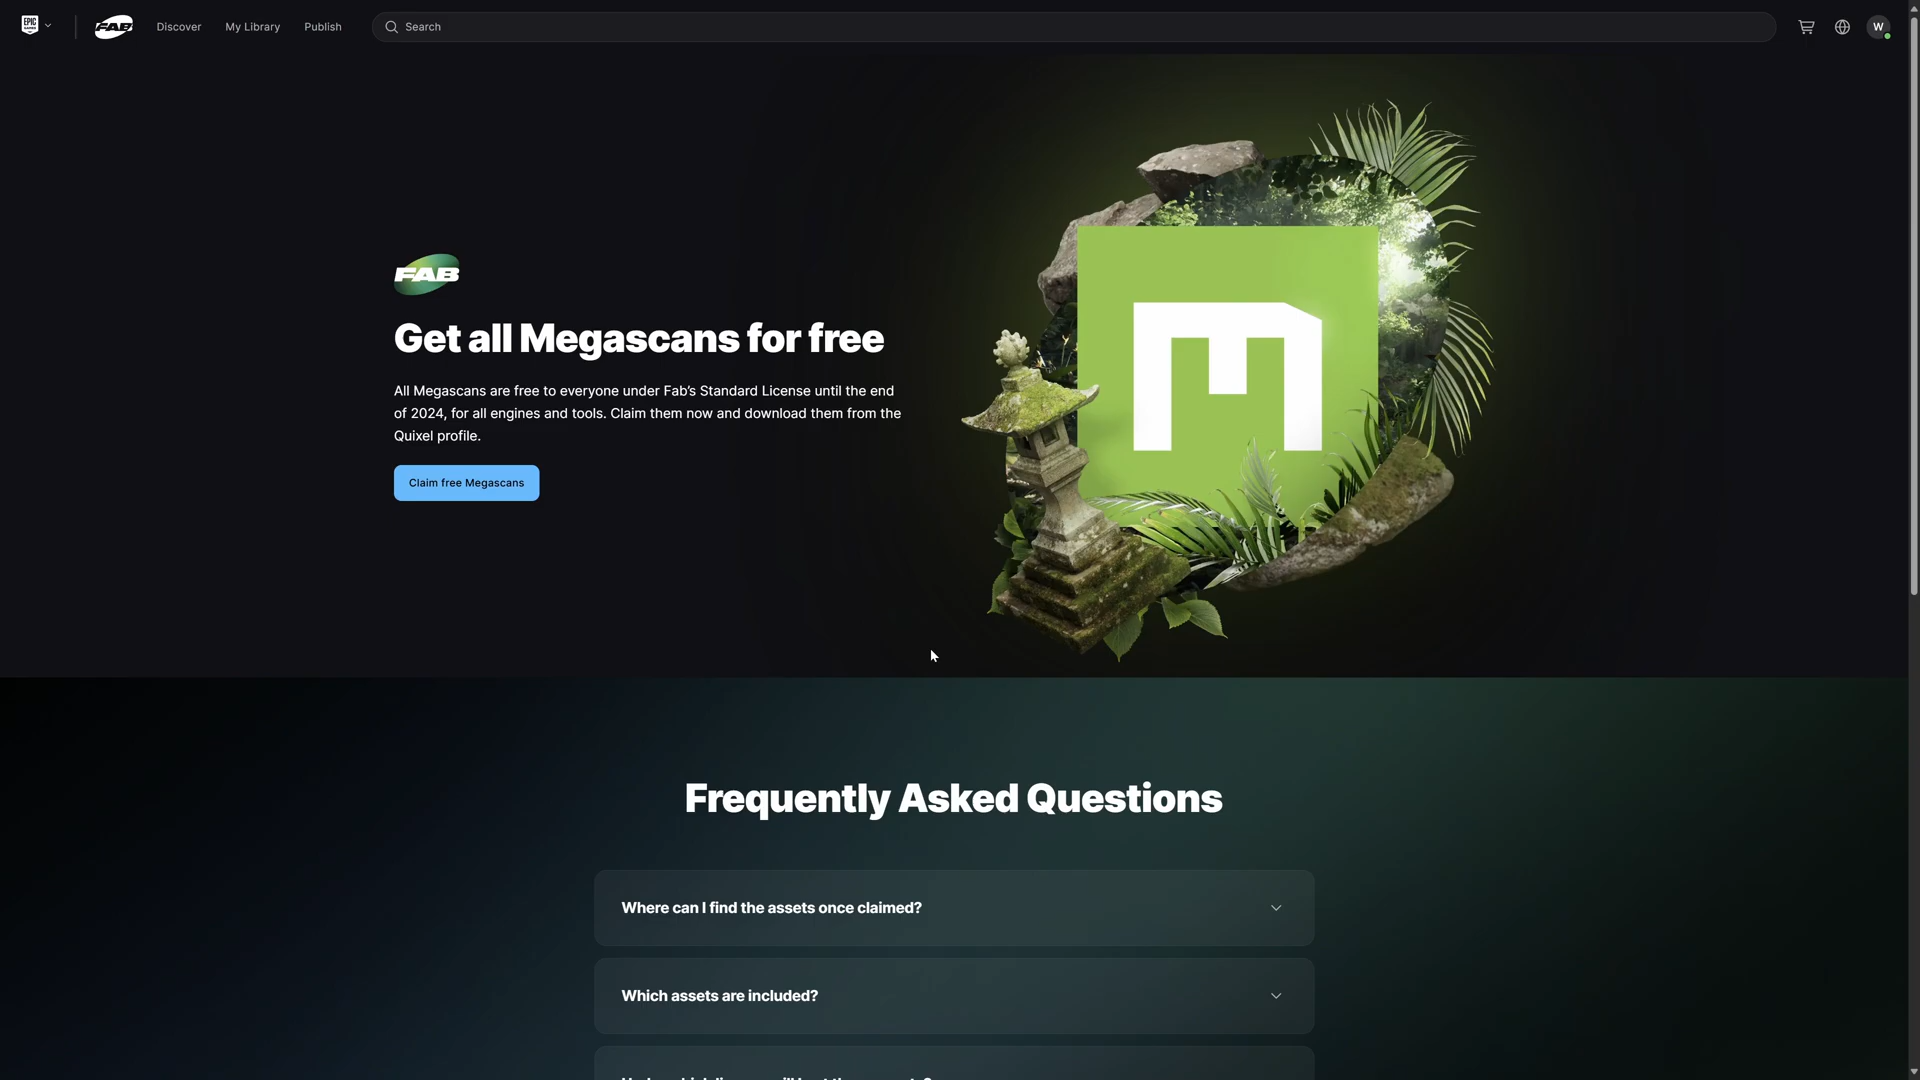 EPIC
FAB
Discover
My Library
Publish
Search
W
FAB
Get all Megascans for free
All Megascans are free to everyone under Fab's Standard License until the end
of 2024, for all engines and tools. Claim them now and download them from the
Quixel profile.
Claim free Megascans
Frequently Asked Questions
Where can I find the assets once claimed?
Which assets are included?